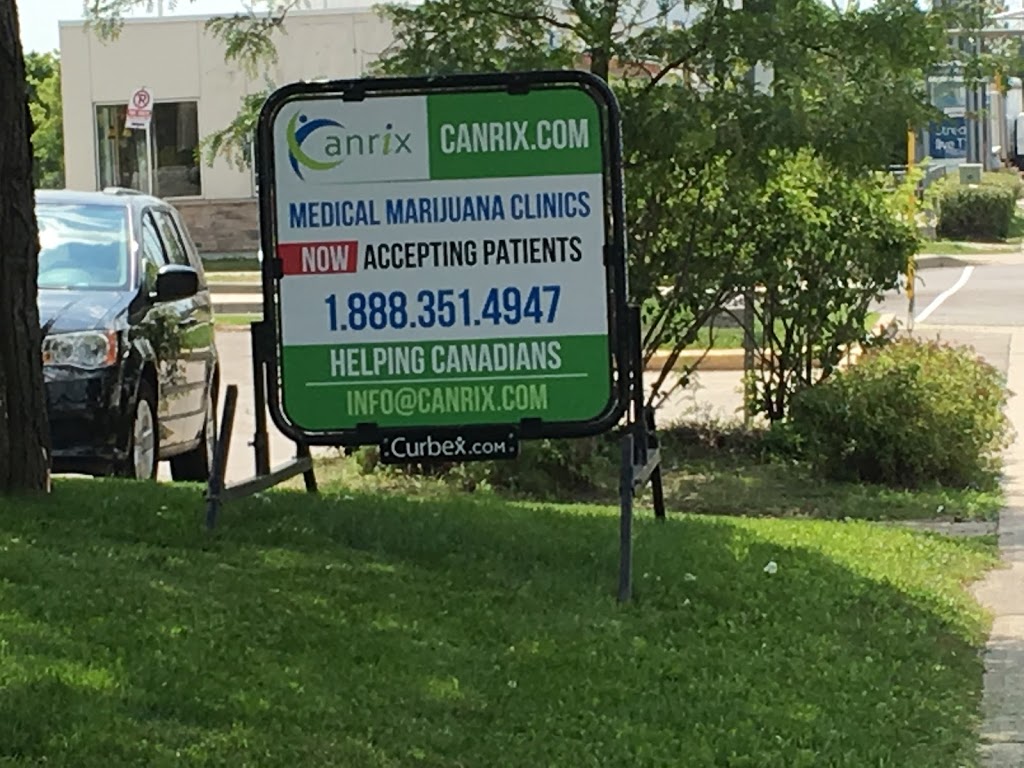 Canrix
CANRIX.COM
MEDICAL MARIJUANA CLINICS
NOW ACCEPTING PATIENTS
1.888.351.4947
HELPING CANADIANS
INFO@CANRIX.COM
Curbex.com